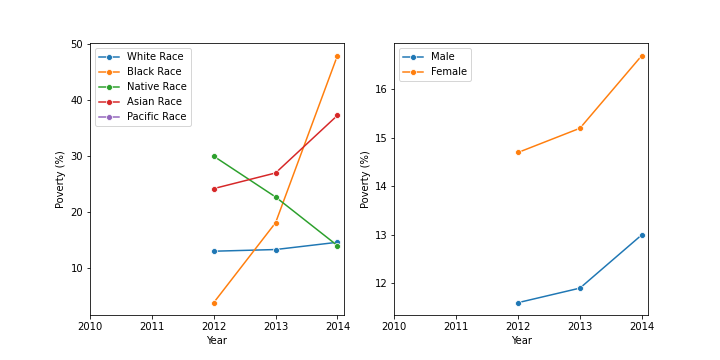 50
40
30
20
10
Poverty (%)
White Race
Black Race
Native Race
Asian Race
Pacific Race
2010 2011 2012 2013 2014
Year
16
15
14
13
12
Poverty (%)
Male
Female
2010 2011 2012 2013 2014
Year